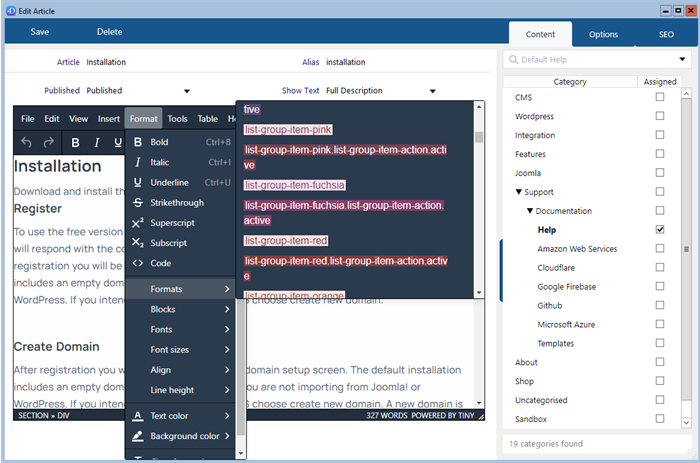 Edit Article
Save Delete Content Options SEO
Article Installation Alias installation
Published Published Show Text Full Description
Default Help
Category Assigned
CMS
Wordpress
Integration
Features
Joomla
Support
Documentation
Help
Amazon Web Services
Cloudflare
Google Firebase
Github
Microsoft Azure
Templates
About
Shop
Uncategorised
Sandbox
19 categories found
File Edit View Insert Format Tools Table
B I U
Bold Ctrl+B
Italic Ctrl+I
Underline Ctrl+U
Strikethrough
Superscript
Subscript
Code
Formats
Blocks
Fonts
Font sizes
Align
Line height
Text color
Background color
tive
list-group-item-pink
list-group-item-pink.list-group-item-action.acti
ve
list-group-item-fuchsia
list-group-item-fuchsia.list-group-item-action.
active
list-group-item-red
list-group-item-red.list-group-item-action.activ
e
list-group-item-orange
Installation
Download and install th
Register
To use the free version
will respond with the co
registration you will be
includes an empty dom
WordPress. If you inten S choose create new domain.
Create Domain
After registration you w domain setup screen. The default installation
includes an empty dom you are not importing from Joomla! or
WordPress. If you inten S choose create new domain. A new domain is
SECTION » DIV 327 WORDS POWERED BY TINY